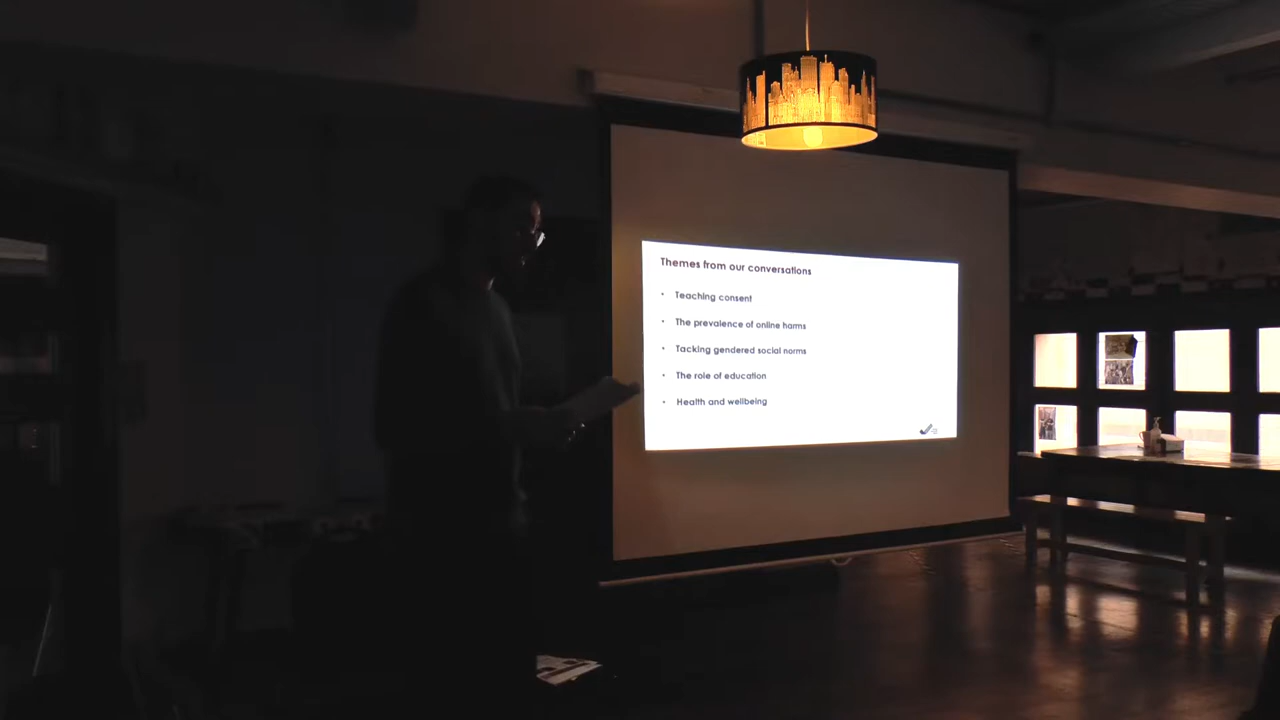 Themes from our conversations
• Teaching consent
• The prevalence of online harms
• Tacking gendered social norms
• The role of education
• Health and wellbeing